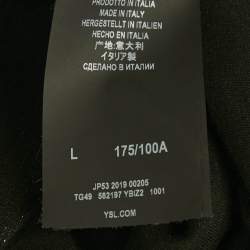 PRODOTTO IN ITALIA
MADE IN ITALY
HERGESTELLT IN ITALIEN
HECHO EN ITALIA
产地:意大利
イタリア製
СДЕЛАНО В ИТАЛИИ
L 175/100A
JP53 2019 00205
TG49 582197 YBIZ2 1001
YSL.COM